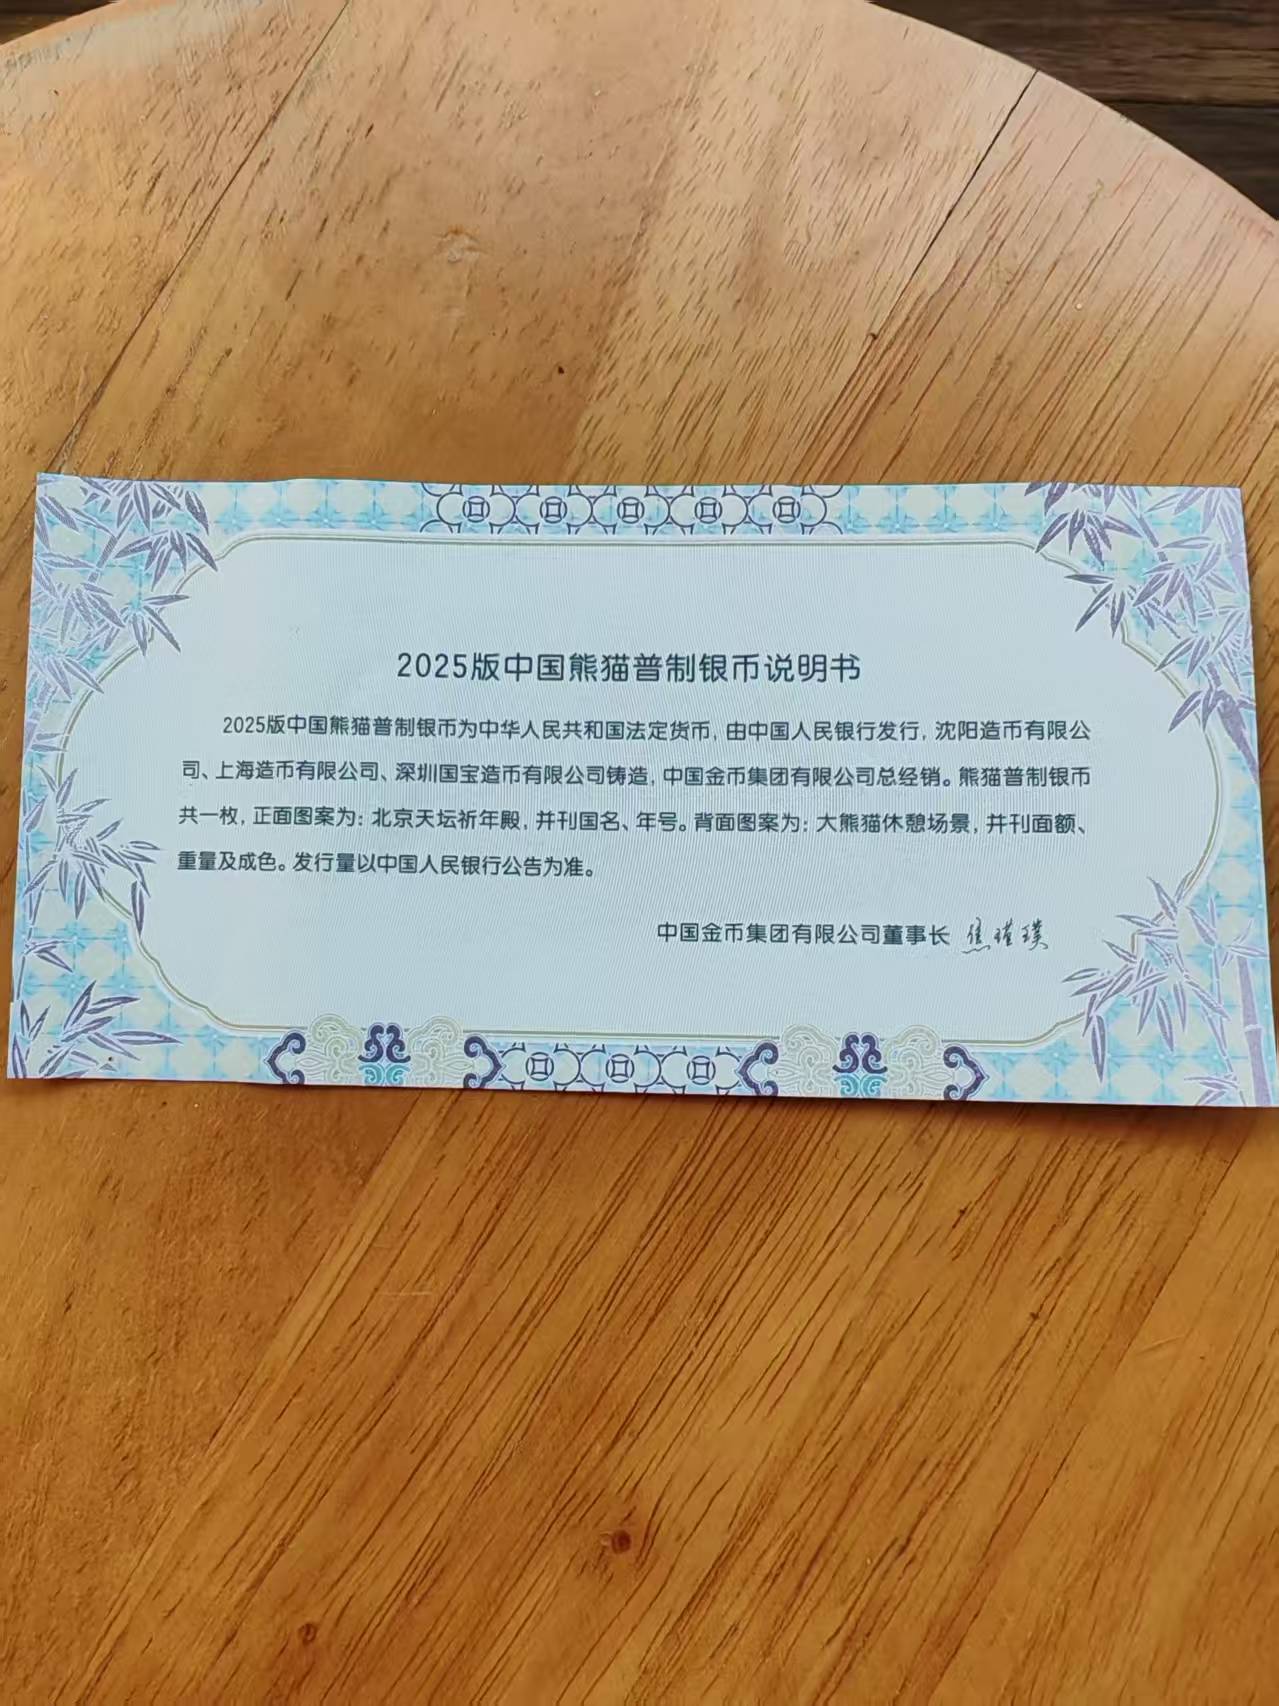 2025版中国熊猫普制银币说明书
2025版中国熊猫普制银币为中华人民共和国法定货币，由中国人民银行发行，沈阳造币有限公
司、上海造币有限公司、深圳国宝造币有限公司铸造，中国金币集团有限公司总经销。熊猫普制银币
共一枚，正面图案为：北京天坛祈年殿，并刊国名、年号。背面图案为：大熊猫休憩场景，并刊面额、
重量及成色。发行量以中国人民银行公告为准。
中国金币集团有限公司董事长 焦瑾璞